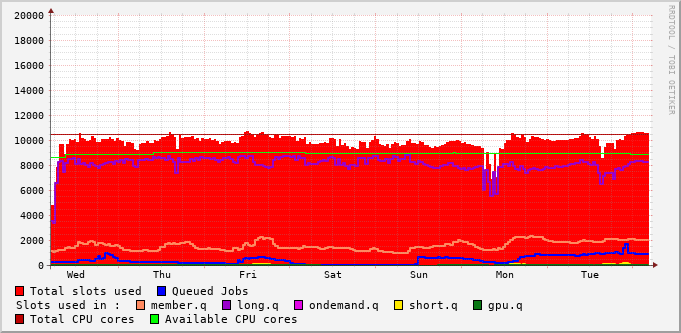 20000
18000
16000
14000
12000
10000
8000
6000
4000
2000
0
Wed Thu Fri Sat Sun Mon Tue
RRDTOOL / TOBI OETIKER
Total slots used Queued Jobs
Slots used in : member.q long.q ondemand.q short.q gpu.q
Total CPU cores Available CPU cores